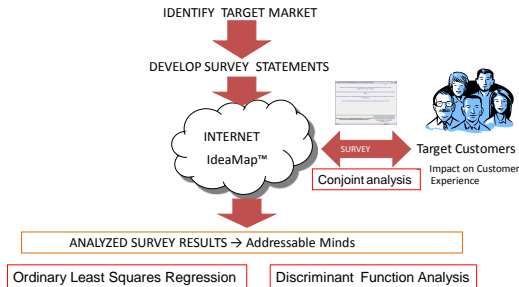 IDENTIFY TARGET MARKET
DEVELOP SURVEY STATEMENTS
INTERNET
IdeaMap™
SURVEY
Target Customers
Conjoint analysis
Impact on Customer
Experience
ANALYZED SURVEY RESULTS → Addressable Minds
Ordinary Least Squares Regression
Discriminant Function Analysis